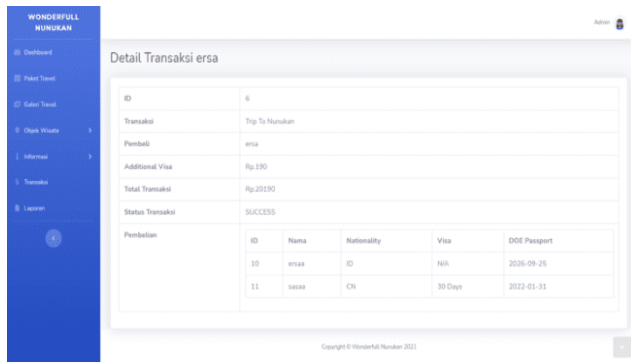 WONDERFULL
NUNUKAN
Admin
Dashboard
Paket Travel
Galeri Travel
Objek Wisata
Informasi
Transaksi
Laporan
Detail Transaksi ersa
ID 6
Transaksi Trip To Nunukan
Pembeli ersa
Additional Visa Rp.190
Total Transaksi Rp.20190
Status Transaksi SUCCESS
Pembelian
ID Nama Nationality Visa DOE Passport
10 ersaa ID N/A 2026-09-25
11 sasaa CN 30 Days 2022-01-31
Copyright © Wonderfull Nunukan 2021